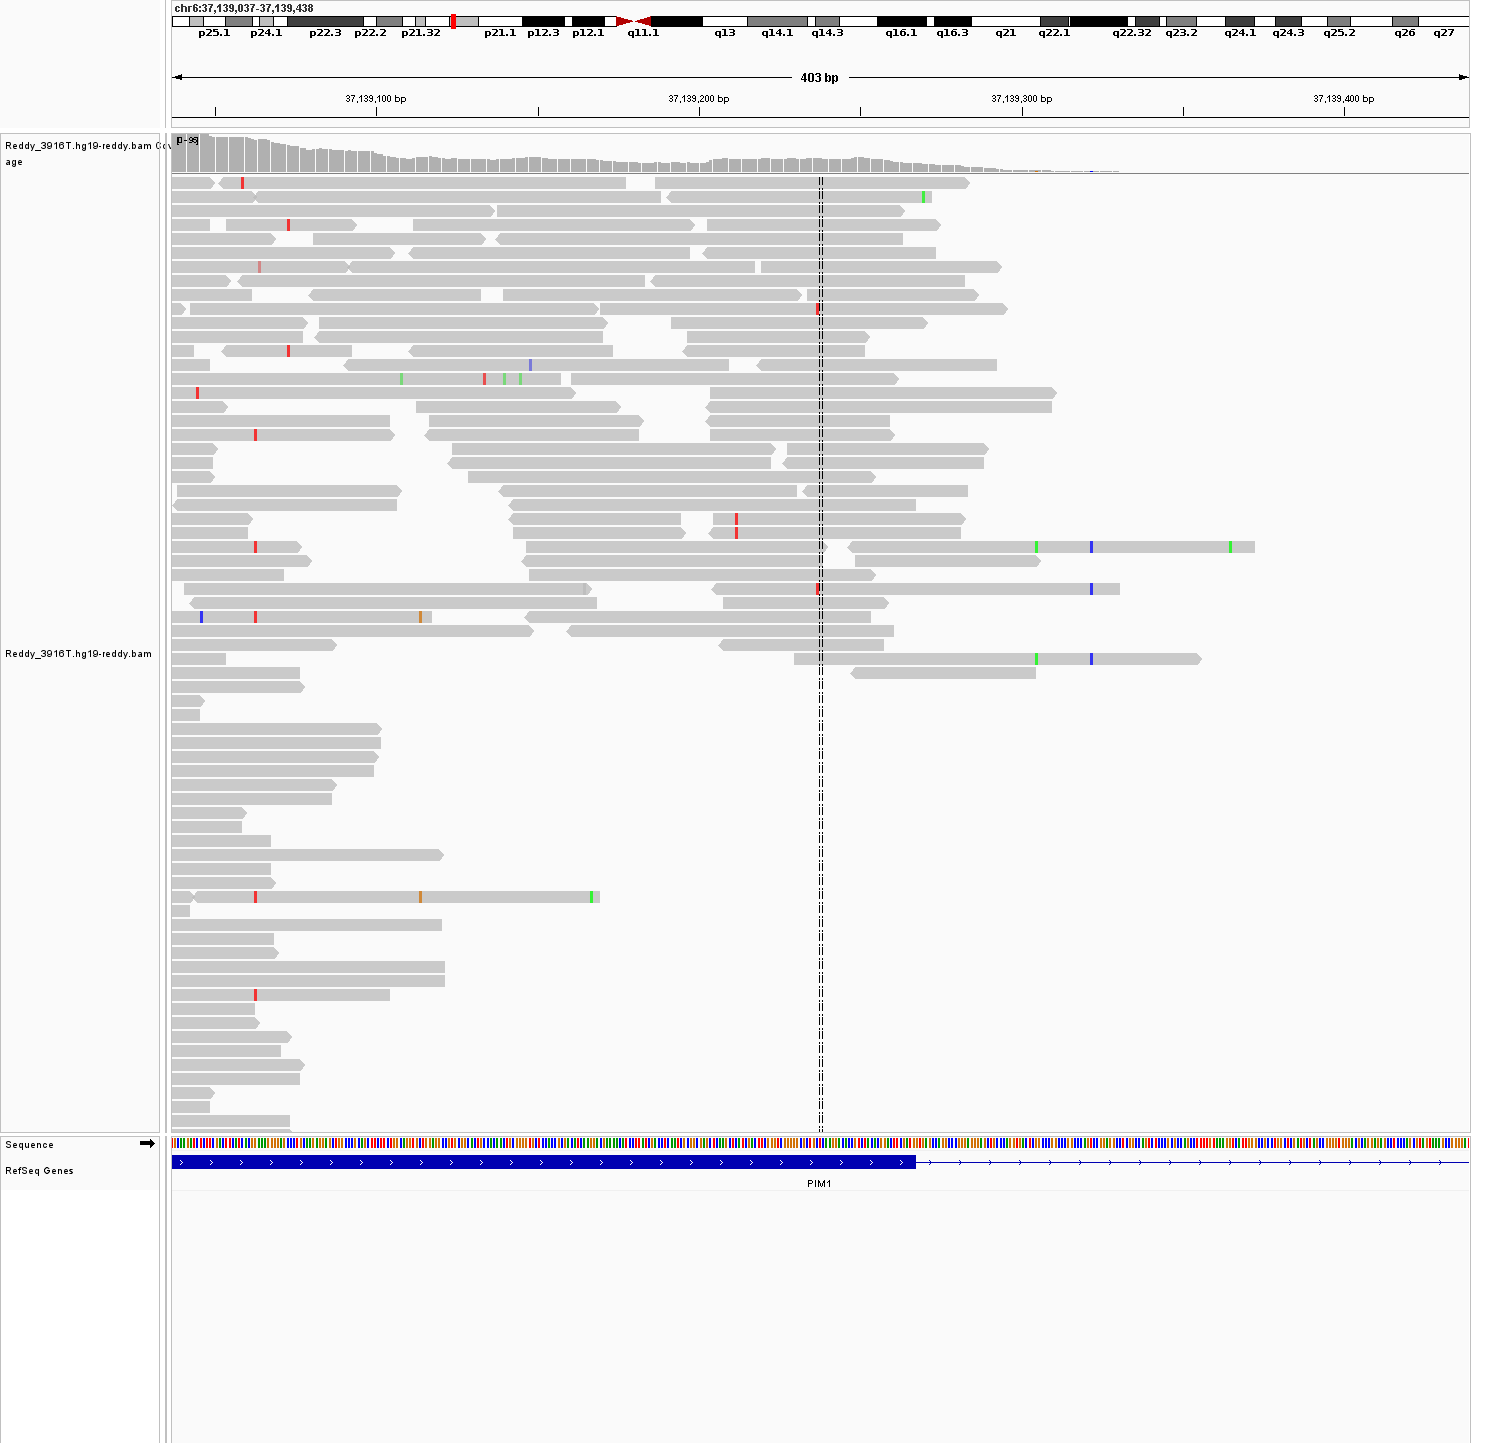 chr6:37,139,037-37,139,438
p25.1 p24.1 p22.3 p22.2 p21.32 p21.1 p12.3 p12.1 q11.1 q13 q14.1 q14.3 q16.1 q16.3 q21 q22.1 q22.32 q23.2 q24.1 q24.3 q25.2 q26 q27
403 bp
37,139,100 bp 37,139,200 bp 37,139,300 bp 37,139,400 bp
Reddy_3916T.hg19-reddy.bam Cov
age
Reddy_3916T.hg19-reddy.bam
Sequence
RefSeq Genes
PIM1